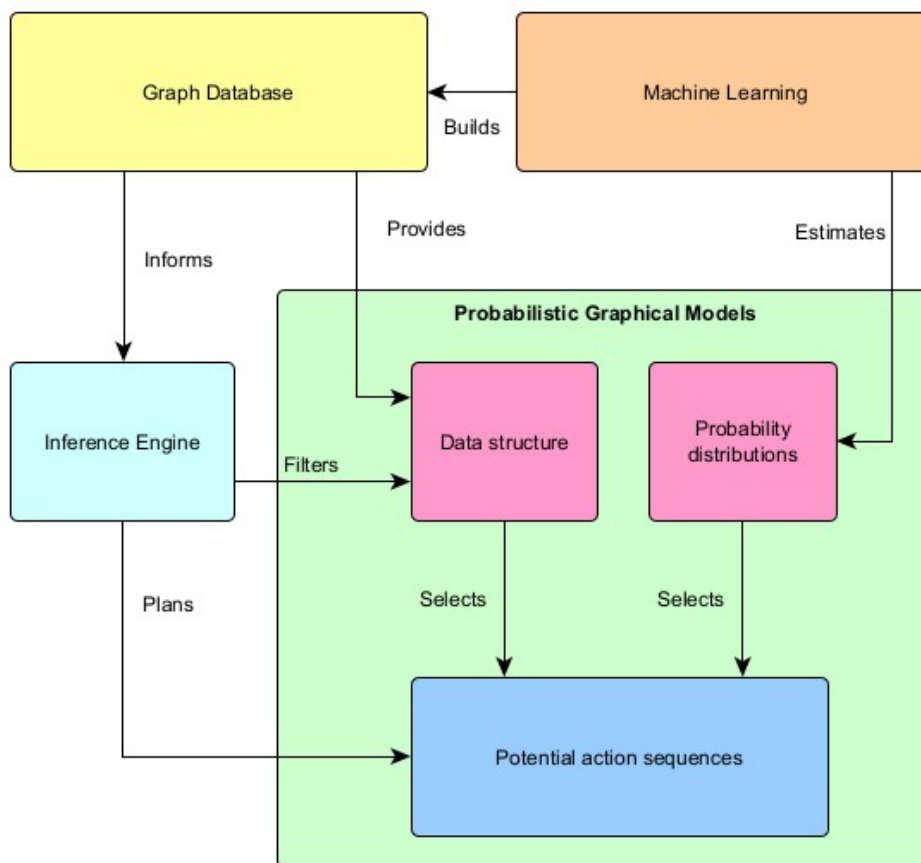 Graph Database
Machine Learning
Builds
Provides
Estimates
Informs
Probabilistic Graphical Models
Inference Engine
Data structure
Probability
distributions
Filters
Plans
Selects
Selects
Potential action sequences